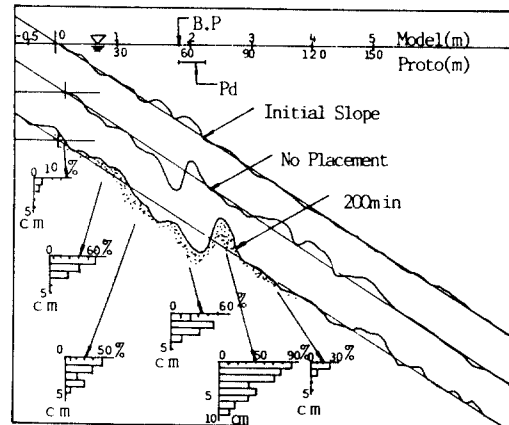 B.P
-0.5 0 1 2 3 4 5 Model(m)
30 60 90 120 150 Proto(m)
Pd
Initial Slope
No Placement
200min
0 10 %
5
cm
0 60%
5
cm
0 50%
5
cm
0 60%
5
cm
0 50 90%
5
10
cm
0 30%
5
cm